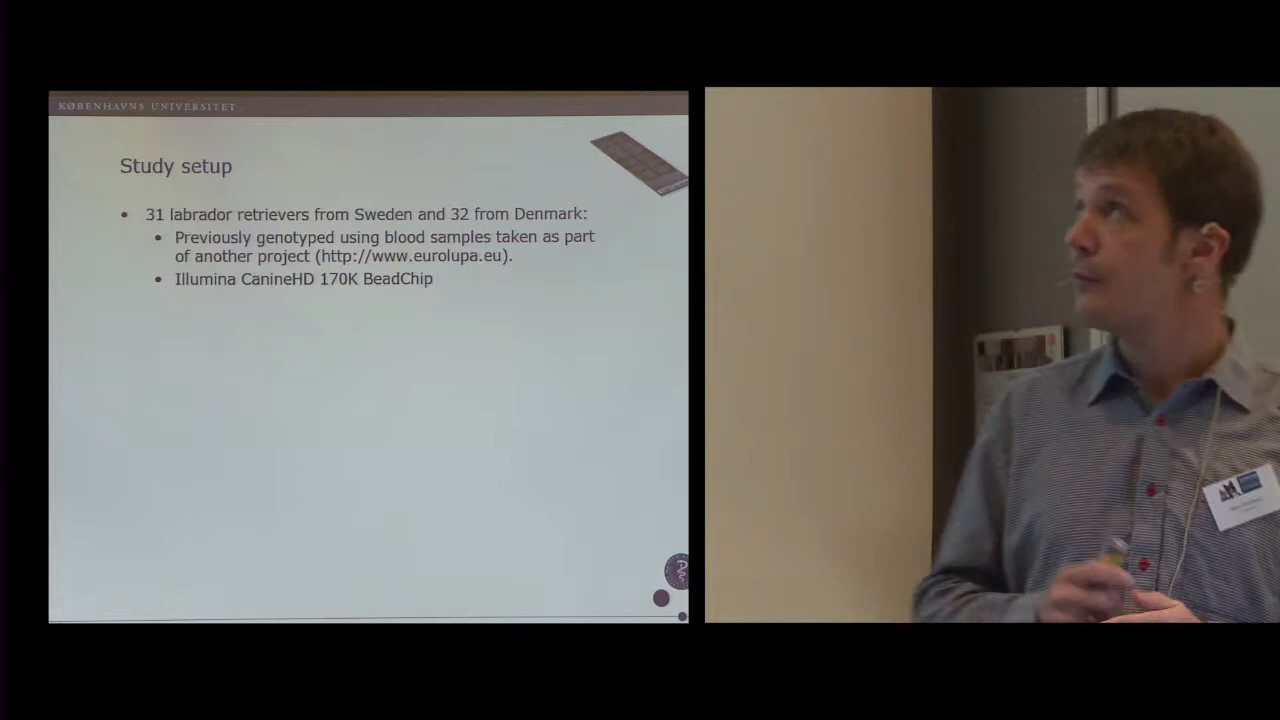 KØBENHAVNS UNIVERSITET
Study setup
• 31 labrador retrievers from Sweden and 32 from Denmark:
• Previously genotyped using blood samples taken as part
of another project (http://www.eurolupa.eu).
• Illumina CanineHD 170K BeadChip